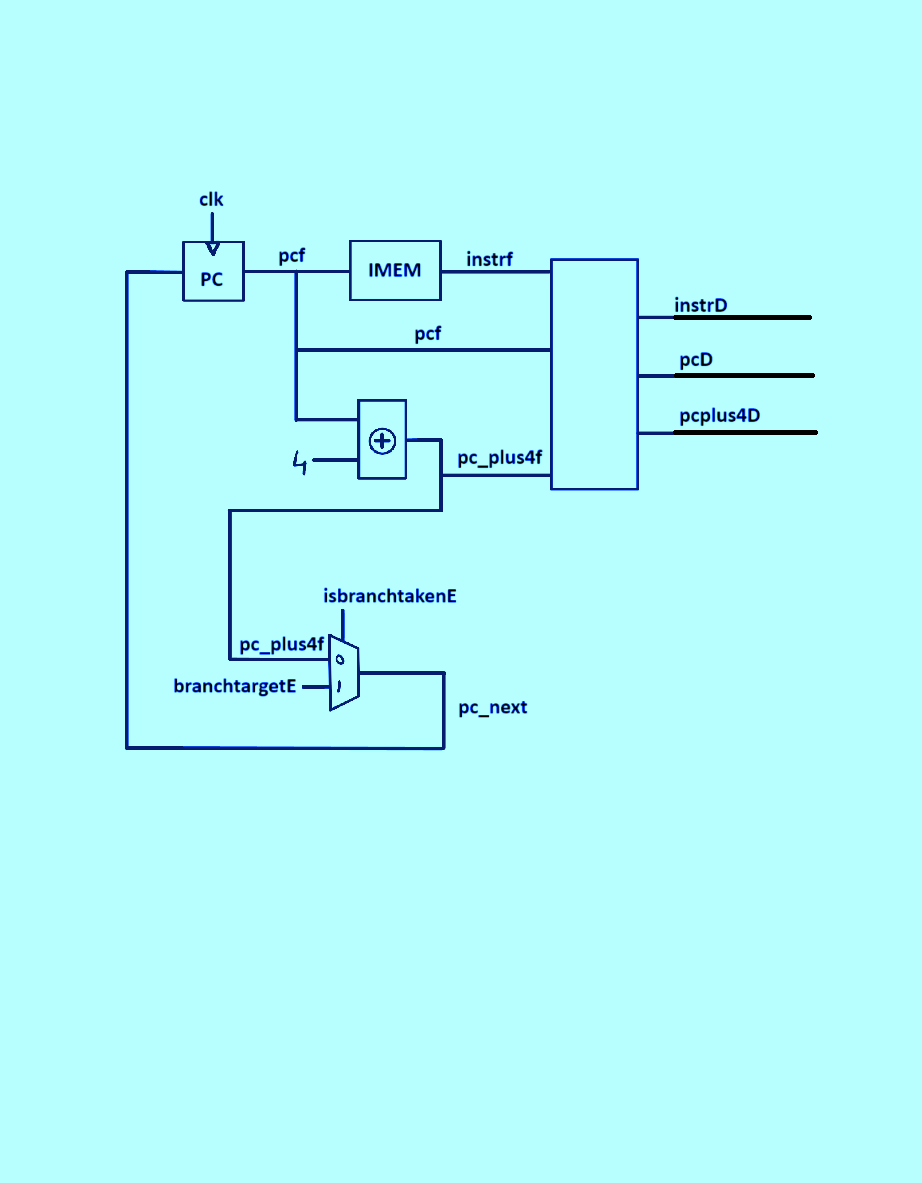 clk
PC
pcf
IMEM
instrf
instrD
pcf
pcD
pcplus4D
+
4
pc_plus4f
isbranchtakenE
pc_plus4f
0
branchtargetE
1
pc_next